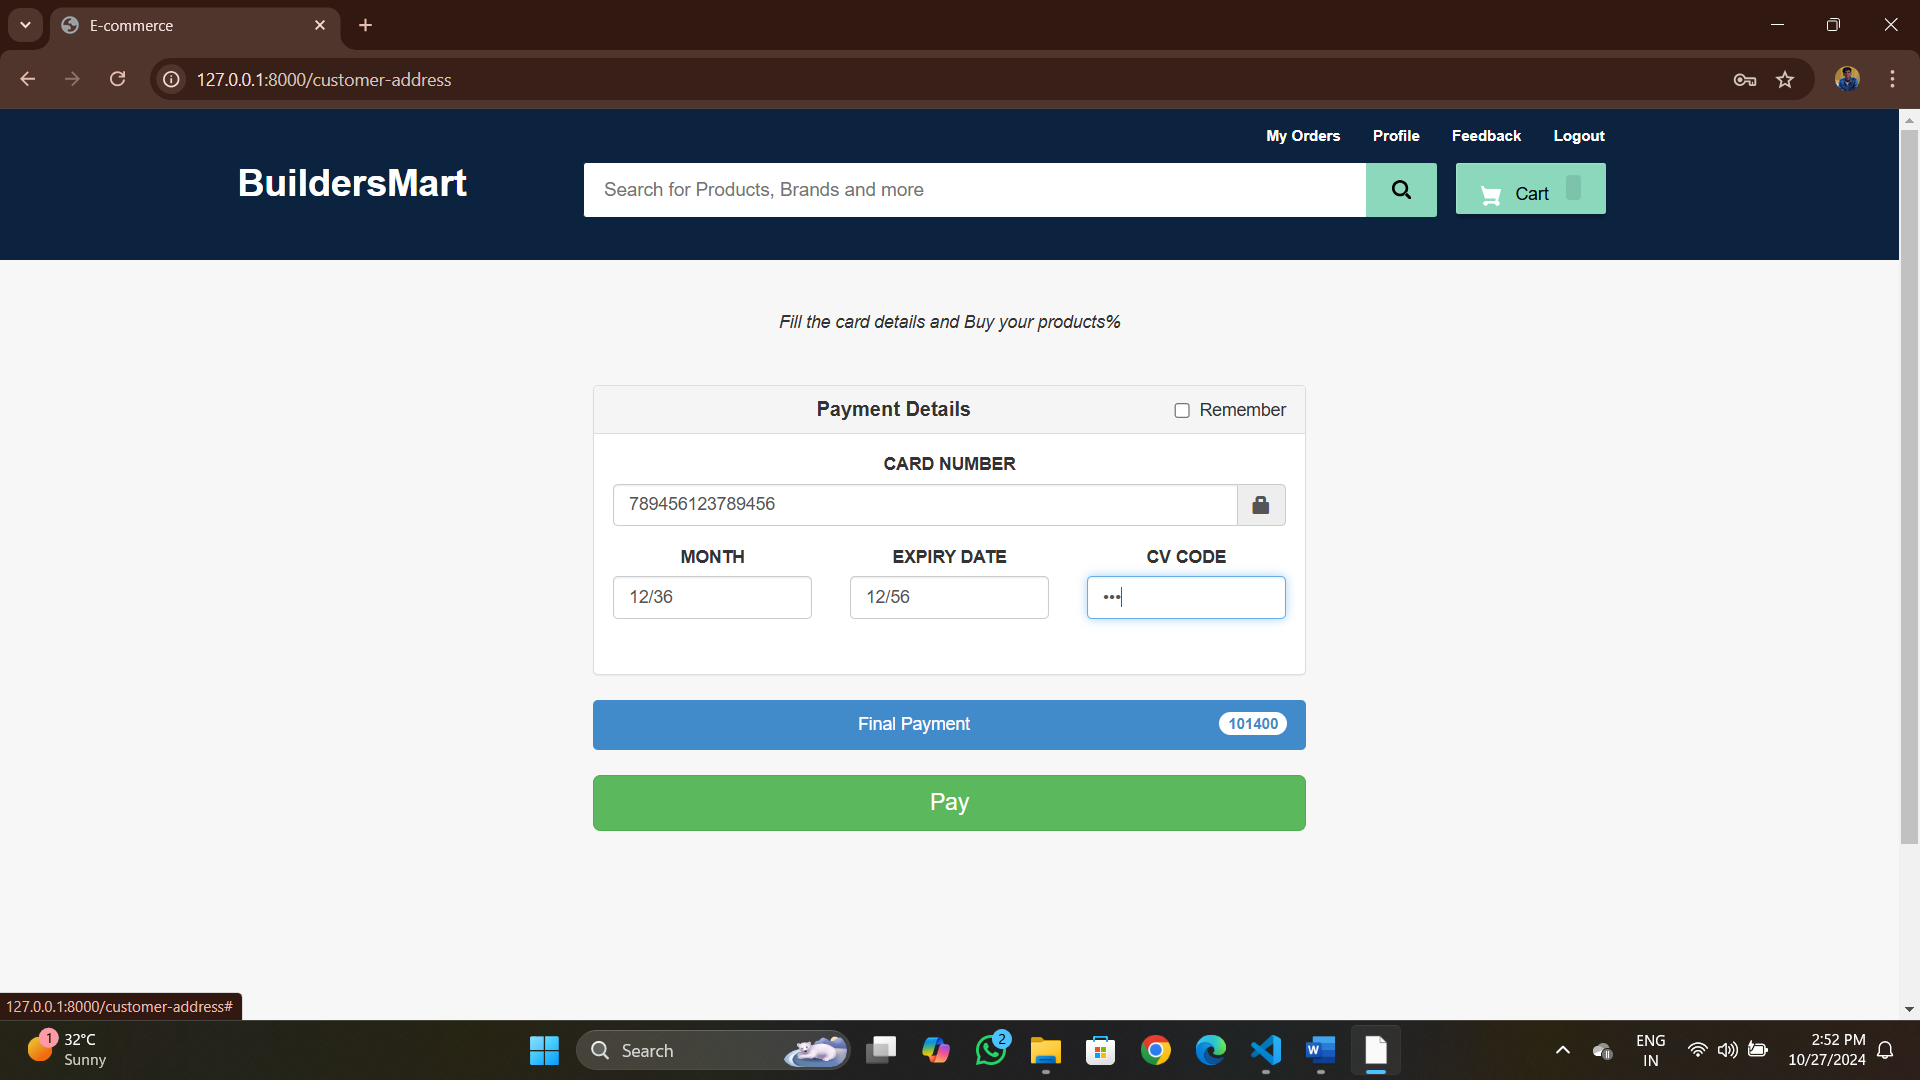 E-commerce
127.0.0.1:8000/customer-address
My Orders Profile Feedback Logout
BuildersMart
Search for Products, Brands and more
Cart
Fill the card details and Buy your products%
Payment Details
Remember
CARD NUMBER
789456123789456
MONTH EXPIRY DATE CV CODE
12/36 12/56 •••
Final Payment 101400
Pay
127.0.0.1:8000/customer-address#
1
32°C
Sunny
Search
2
W
ENG
IN
2:52 PM
10/27/2024